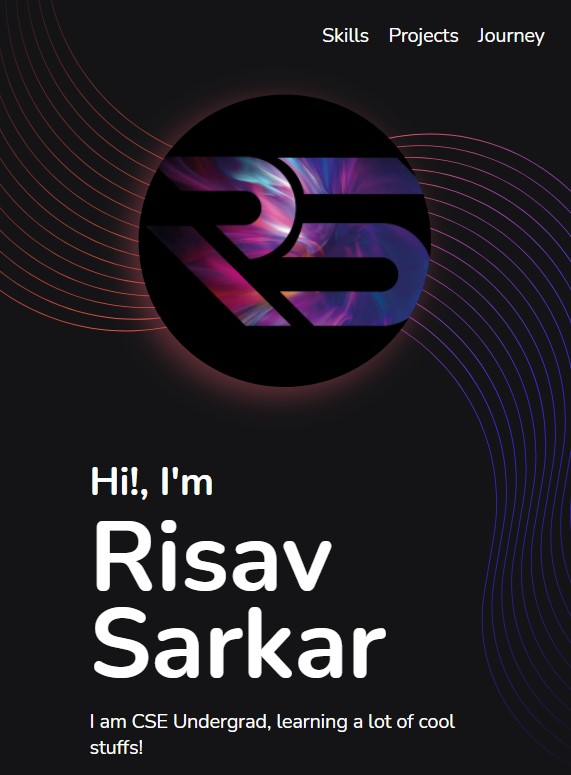 Skills Projects Journey
RS
Hi!, I'm
Risav
Sarkar
I am CSE Undergrad, learning a lot of cool
stuffs!